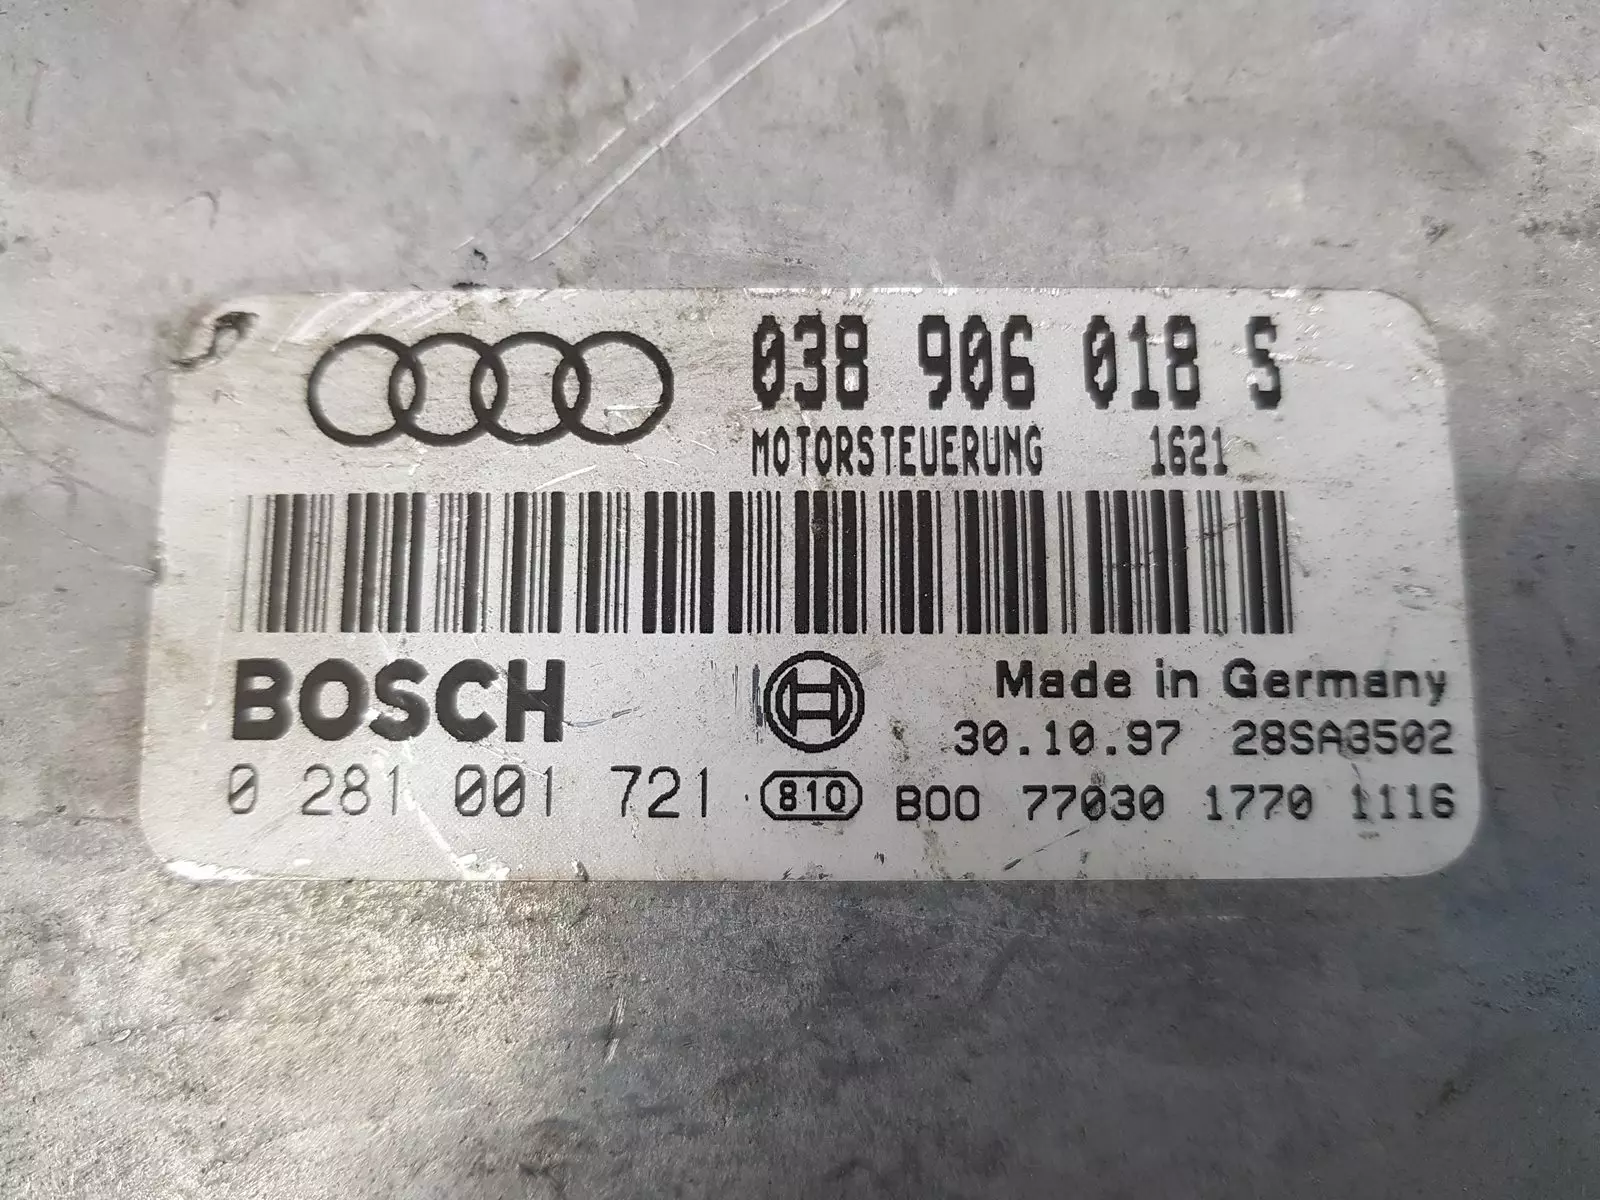 038 906 018 S
MOTORSTEUERUNG 1621
BOSCH
Made in Germany
30.10.97 28SA3502
0 281 001 721 810 B00 77030 1770 1116